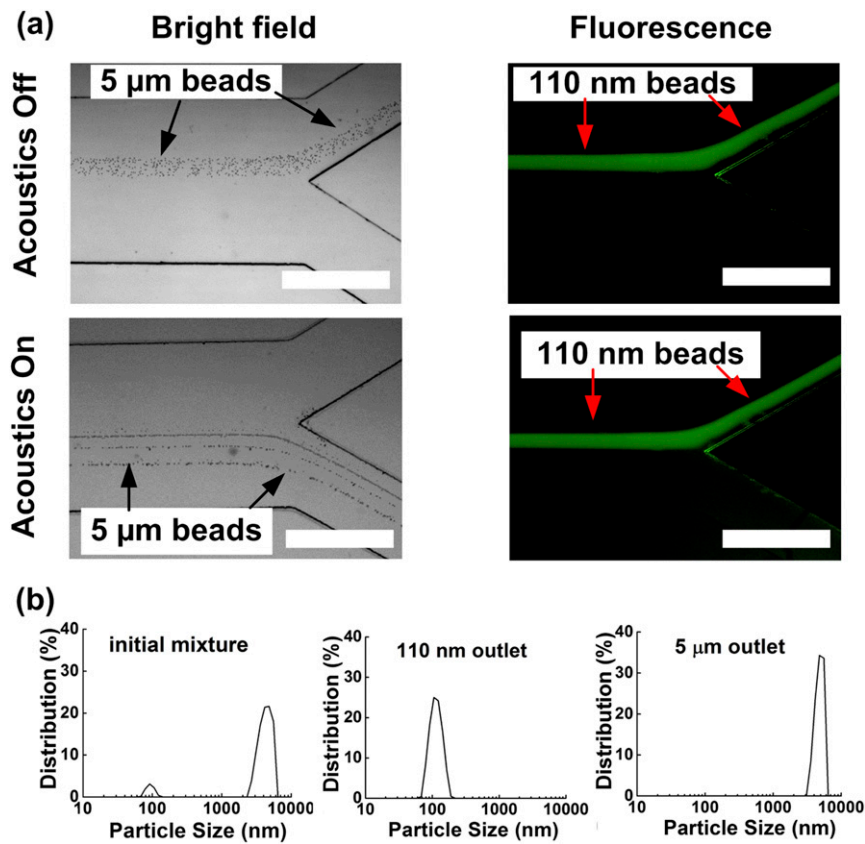 (a)
Bright field
Fluorescence
Acoustics Off
5 µm beads
110 nm beads
Acoustics On
5 µm beads
110 nm beads
(b)
Distribution (%)
40
30
20
10
0
initial mixture
10 100 1000 10000
Particle Size (nm)
Distribution (%)
40
30
20
10
0
110 nm outlet
10 100 1000 10000
Particle Size (nm)
Distribution (%)
40
30
20
10
0
5 µm outlet
10 100 1000 10000
Particle Size (nm)